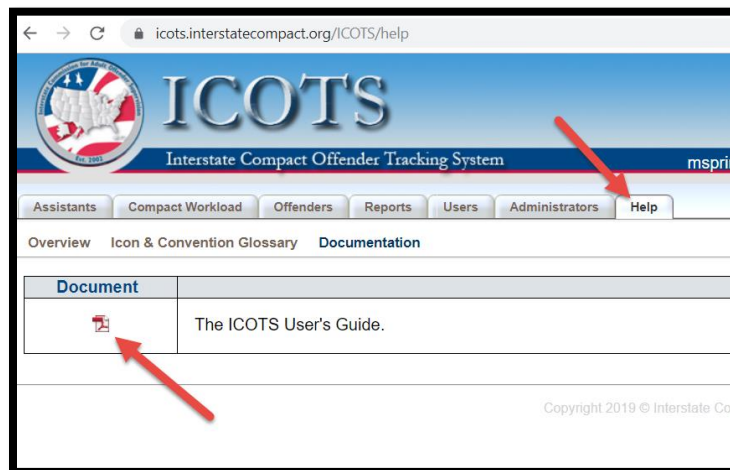 icots.interstatecompact.org/ICOTS/help
ICOTS
Interstate Compact Offender Tracking System
mspri
Assistants Compact Workload Offenders Reports Users Administrators Help
Overview Icon & Convention Glossary Documentation
Document
The ICOTS User's Guide.
Copyright 2019 © Interstate Co